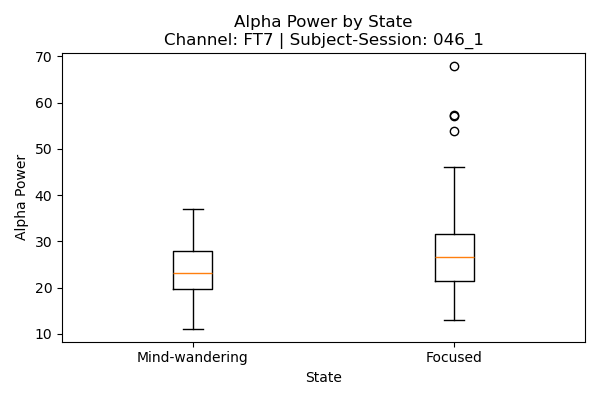 Alpha Power by State
Channel: FT7 | Subject-Session: 046_1
70
60
50
40
30
20
10
Alpha Power
Mind-wandering
Focused
State